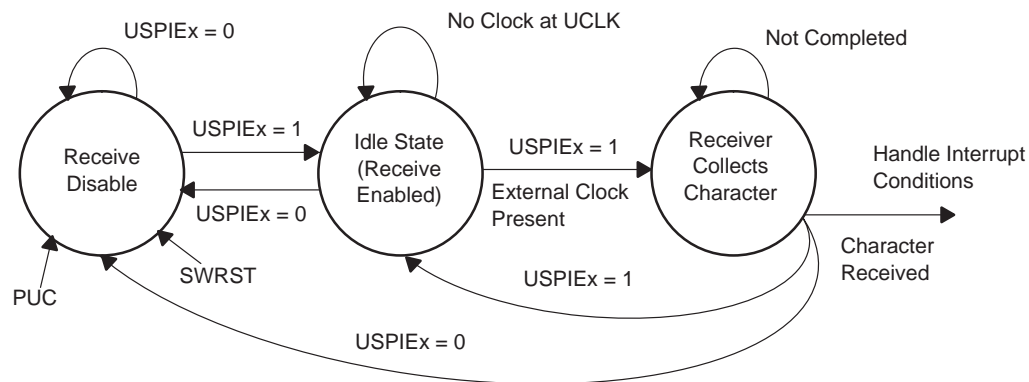 USPIEx = 0
No Clock at UCLK
Not Completed
Receive
Disable
USPIEx = 1
USPIEx = 0
Idle State
(Receive
Enabled)
USPIEx = 1
External Clock
Present
Receiver
Collects
Character
Handle Interrupt
Conditions
Character
Received
PUC
SWRST
USPIEx = 1
USPIEx = 0